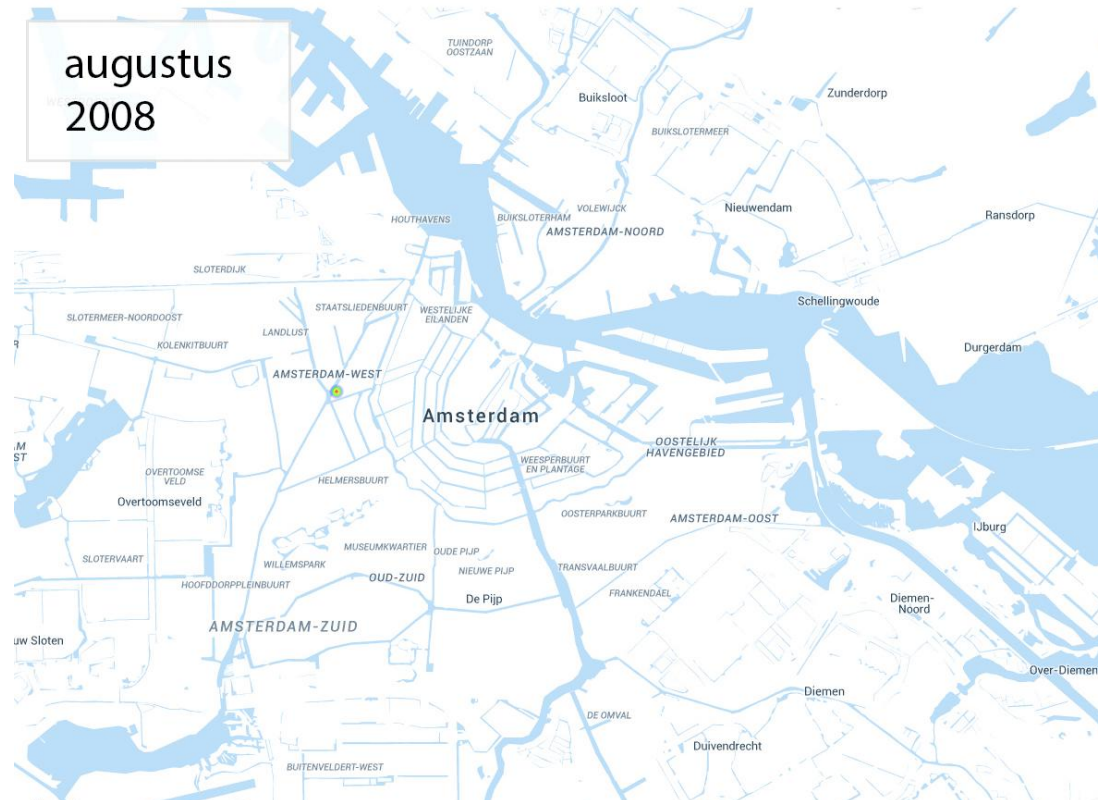 augustus
2008
TUINDORP
OOSTZAAN
Buiksloot
Zunderdorp
BUIKSLOTERMEER
HOUTHAVENS
BUIKSLOTERHAM
VOLEWIJCK
Nieuwendam
Ransdorp
AMSTERDAM-NOORD
SLOTERDIJK
Schellingwoude
SLOTERMEER-NOORDOOST
STAATSLIEDENBUURT
WESTELIJKE
EILANDEN
LANDLUST
KOLENKITBUURT
Durgerdam
AMSTERDAM-WEST
Amsterdam
OOSTELIJK
HAVENGEBIED
WEESPERBUURT
EN PLANTAGE
OVERTOOMSE
VELD
HELMERSBUURT
Overtoomseveld
OOSTERPARKBUURT
AMSTERDAM-OOST
IJburg
SLOTERVAART
MUSEUMKWARTIER
OUDE PIJP
WILLEMSPARK
NIEUWE PIJP
TRANSVAALBUURT
HOOFDDORPPLEINBUURT
OUD-ZUID
De Pijp
FRANKENDAEL
Diemen-
Noord
AMSTERDAM-ZUID
uw Sloten
Over-Diemen
Diemen
DE OMVAL
Duivendrecht
BUITENVELDERT-WEST